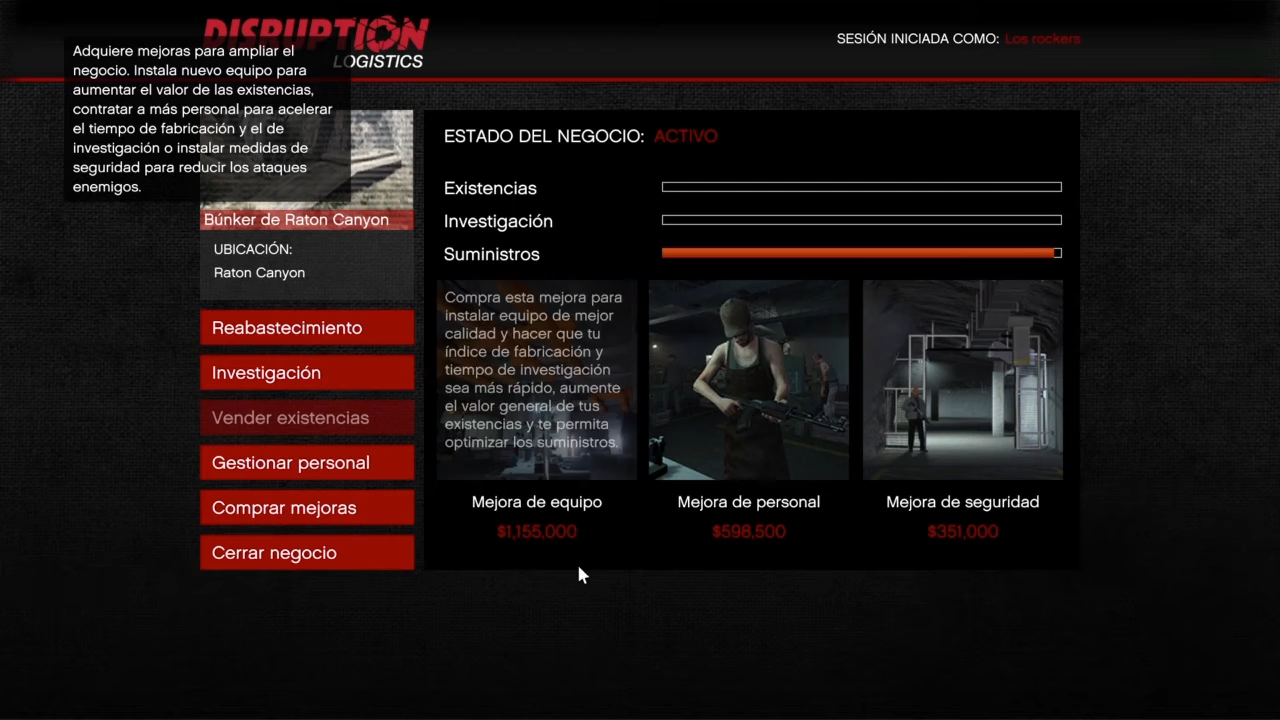 DISRUPTION
LOGISTICS
SESIÓN INICIADA COMO: Los rockers
Adquiere mejoras para ampliar el
negocio. Instala nuevo equipo para
aumentar el valor de las existencias,
contratar a más personal para acelerar
el tiempo de fabricación y el de
investigación o instalar medidas de
seguridad para reducir los ataques
enemigos.
Búnker de Raton Canyon
UBICACIÓN:
Raton Canyon
Reabastecimiento
Investigación
Vender existencias
Gestionar personal
Comprar mejoras
Cerrar negocio
ESTADO DEL NEGOCIO: ACTIVO
Existencias
Investigación
Suministros
Compra esta mejora para
instalar equipo de mejor
calidad y hacer que tu
índice de fabricación y
tiempo de investigación
sea más rápido, aumente
el valor general de tus
existencias y te permita
optimizar los suministros.
Mejora de equipo
$1,155,000
Mejora de personal
$598,500
Mejora de seguridad
$351,000